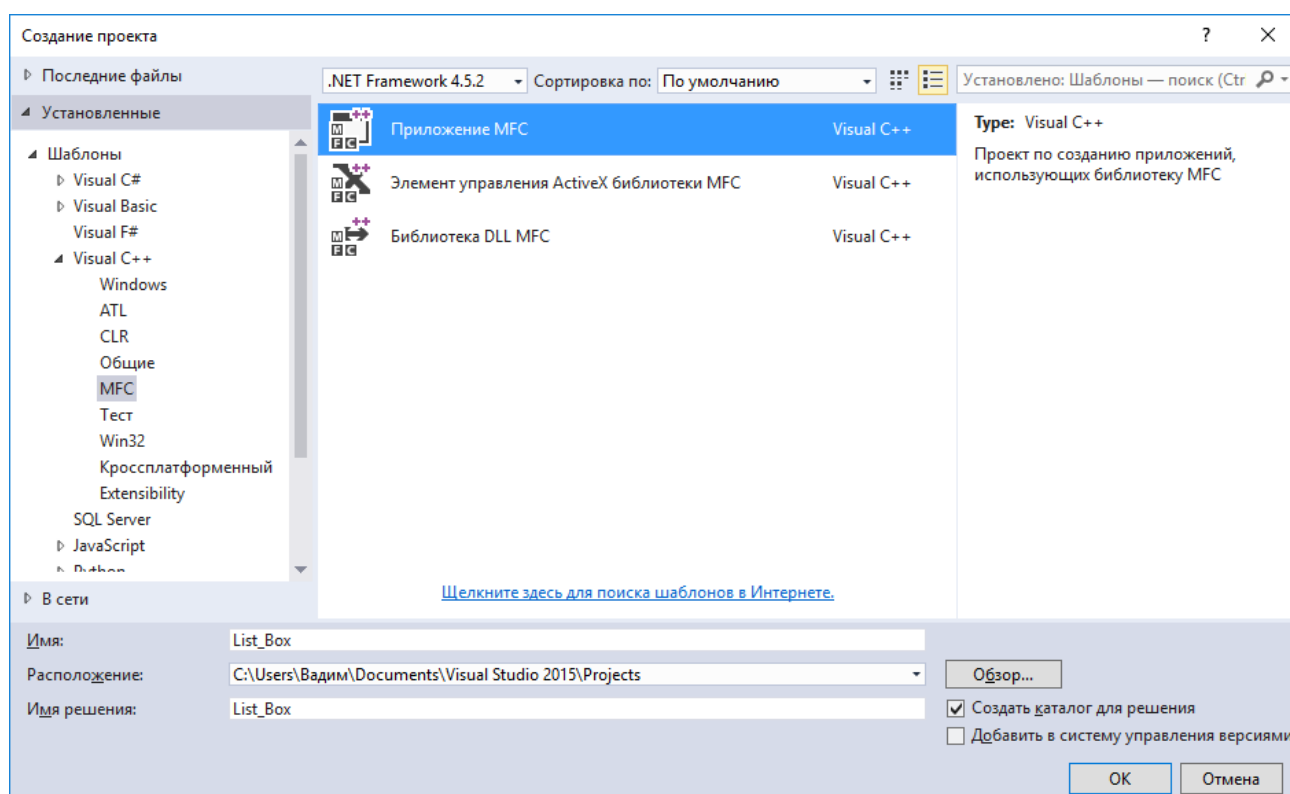 Создание проекта
?
Последние файлы
.NET Framework 4.5.2
Сортировка по:
По умолчанию
Установлено: Шаблоны — поиск (Ctr
Установленные
Шаблоны
Visual C#
Visual Basic
Visual F#
Visual C++
Windows
ATL
CLR
Общие
MFC
Тест
Win32
Кроссплатформенный
Extensibility
SQL Server
JavaScript
Python
В сети
Приложение MFC Visual C++
Элемент управления ActiveX библиотеки MFC Visual C++
Библиотека DLL MFC Visual C++
Щелкните здесь для поиска шаблонов в Интернете.
Type: Visual C++
Проект по созданию приложений,
использующих библиотеку MFC
Имя: List_Box
Расположение: C:\Users\Вадим\Documents\Visual Studio 2015\Projects
Обзор...
Имя решения: List_Box
Создать каталог для решения
Добавить в систему управления версиями
OK
Отмена